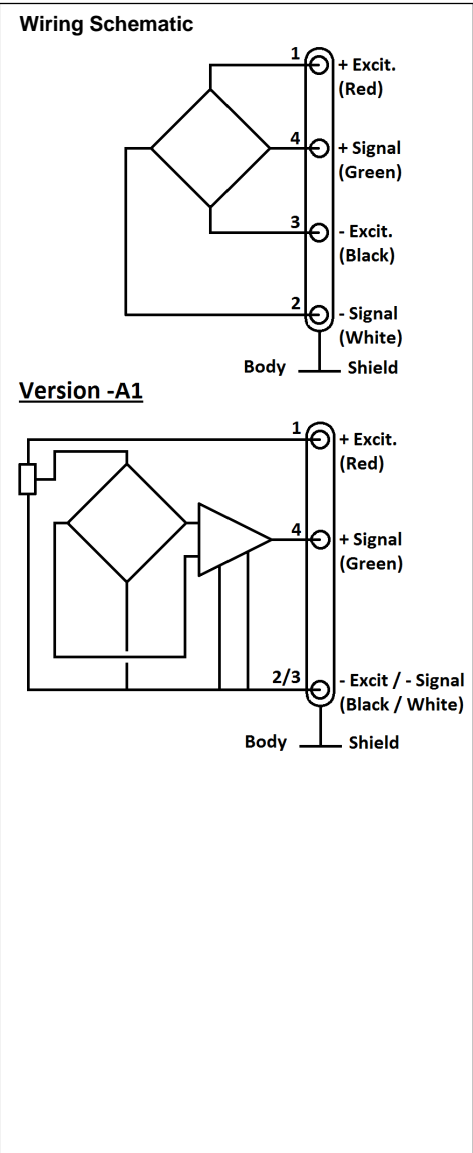 Wiring Schematic
1
+ Excit.
(Red)
4
+ Signal
(Green)
3
- Excit.
(Black)
2
- Signal
(White)
Body
Shield
Version -A1
1
+ Excit.
(Red)
4
+ Signal
(Green)
2/3
- Excit / - Signal
(Black / White)
Body
Shield